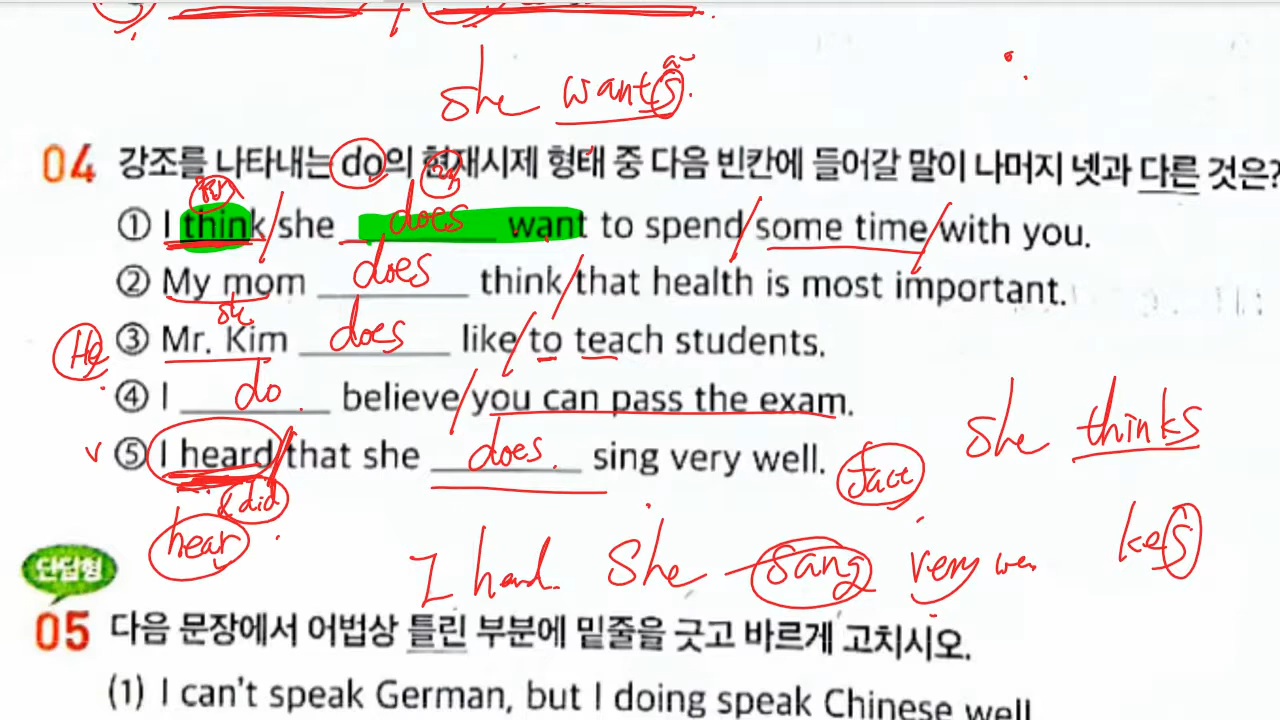 she wants.
04 강조를 나타내는 do의 현재시제 형태 중 다음 빈칸에 들어갈 말이 나머지 넷과 다른 것은?
① I think she does want to spend some time with you.
② My mom does think that health is most important.
she
③ Mr. Kim does like to teach students.
He
④ I do believe you can pass the exam.
she thinks
⑤ I heard that she does. sing very well.
fact
did
hear
I heard. she sang very we
단답형
05 다음 문장에서 어법상 틀린 부분에 밑줄을 긋고 바르게 고치시오.
(1) I can't speak German, but I doing speak Chinese well